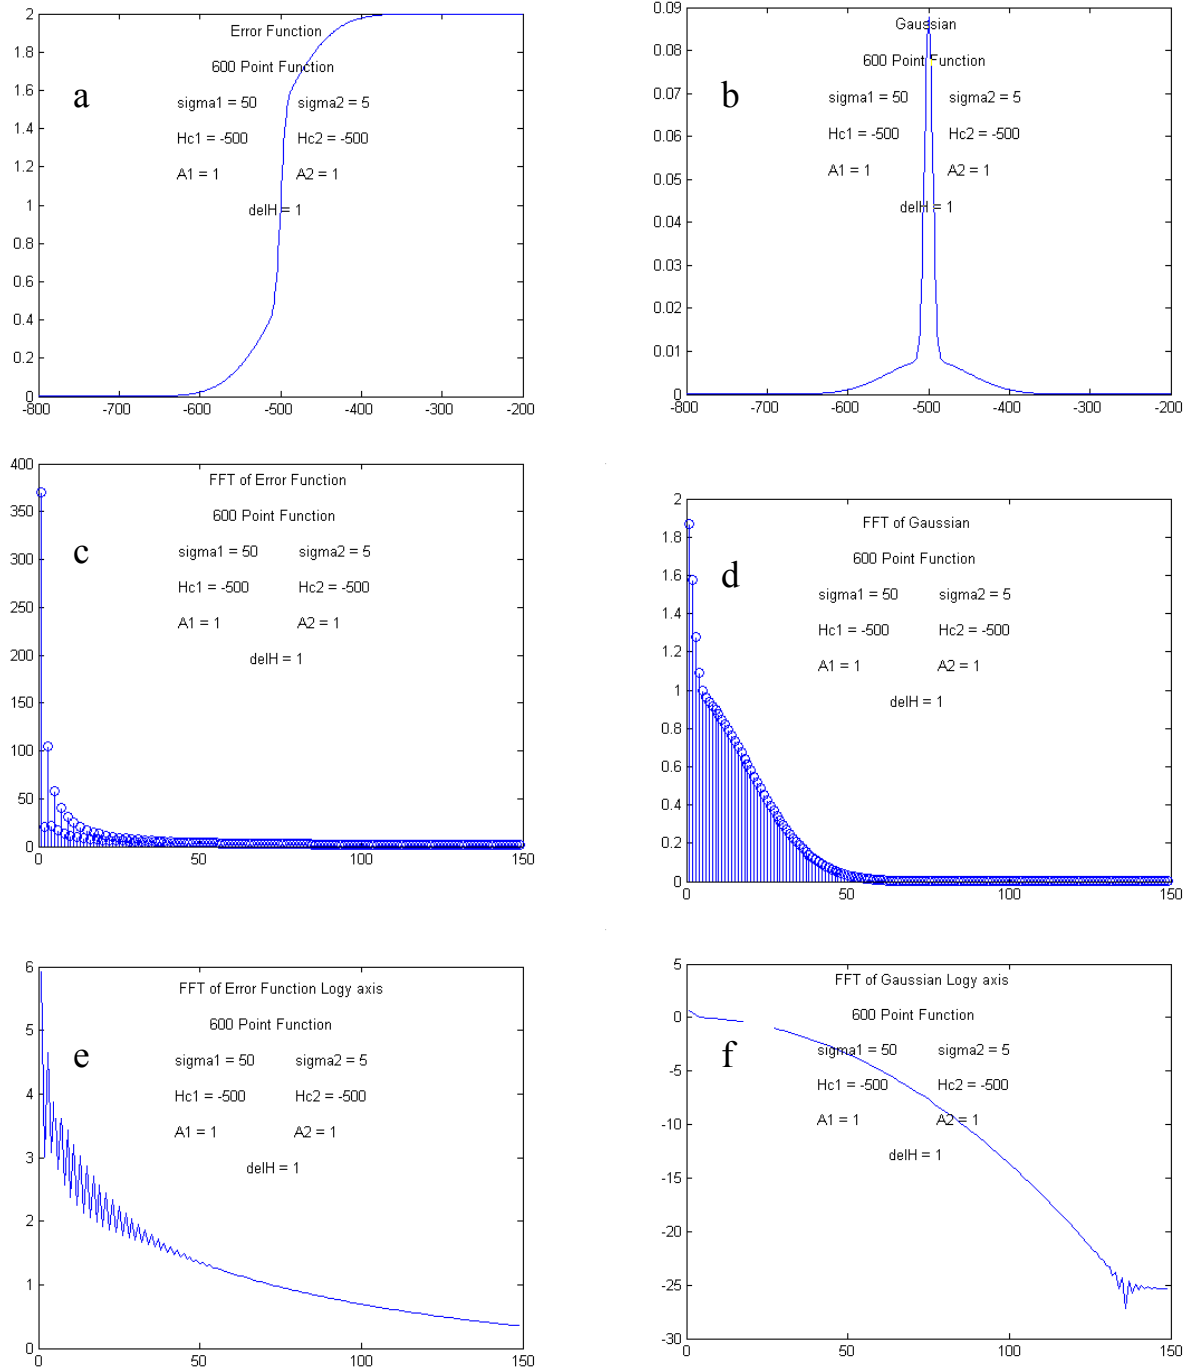 a
Error Function
600 Point Function
sigma1 = 50 sigma2 = 5
Hc1 = -500 Hc2 = -500
A1 = 1 A2 = 1
delH = 1
2
1.8
1.6
1.4
1.2
1
0.8
0.6
0.4
0.2
0
-800 -700 -600 -500 -400 -300 -200
b
Gaussian
600 Point Function
sigma1 = 50 sigma2 = 5
Hc1 = -500 Hc2 = -500
A1 = 1 A2 = 1
delH = 1
0.09
0.08
0.07
0.06
0.05
0.04
0.03
0.02
0.01
0
-800 -700 -600 -500 -400 -300 -200
c
FFT of Error Function
600 Point Function
sigma1 = 50 sigma2 = 5
Hc1 = -500 Hc2 = -500
A1 = 1 A2 = 1
delH = 1
400
350
300
250
200
150
100
50
0
0 50 100 150
d
FFT of Gaussian
600 Point Function
sigma1 = 50 sigma2 = 5
Hc1 = -500 Hc2 = -500
A1 = 1 A2 = 1
delH = 1
2
1.8
1.6
1.4
1.2
1
0.8
0.6
0.4
0.2
0
0 50 100 150
e
FFT of Error Function Logy axis
600 Point Function
sigma1 = 50 sigma2 = 5
Hc1 = -500 Hc2 = -500
A1 = 1 A2 = 1
delH = 1
6
5
4
3
2
1
0
0 50 100 150
f
FFT of Gaussian Logy axis
600 Point Function
sigma1 = 50 sigma2 = 5
Hc1 = -500 Hc2 = -500
A1 = 1 A2 = 1
delH = 1
5
0
-5
-10
-15
-20
-25
-30
0 50 100 150